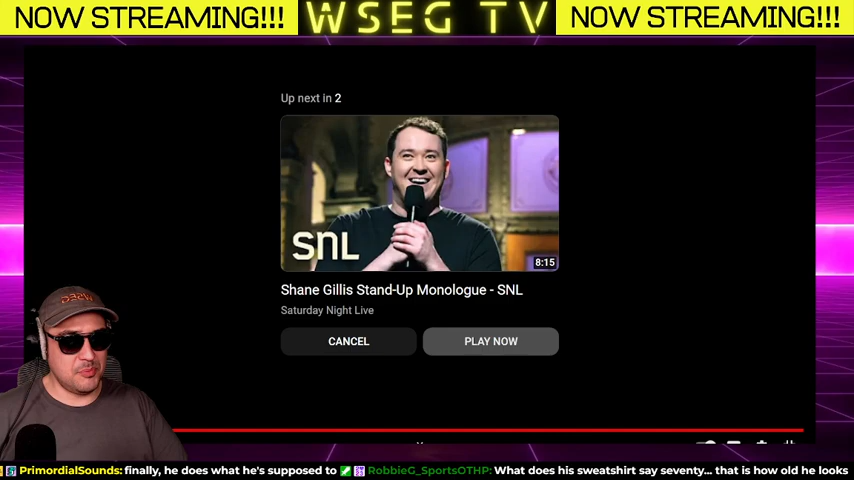 NOW STREAMING!!! WSEG TV NOW STREAMING!!!
Up next in 2
SNL
8:15
Shane Gillis Stand-Up Monologue - SNL
Saturday Night Live
CANCEL PLAY NOW
PrimordialSounds: finally, he does what he's supposed to RobbieG_SportsOTHP: What does his sweatshirt say seventy... that is how old he looks